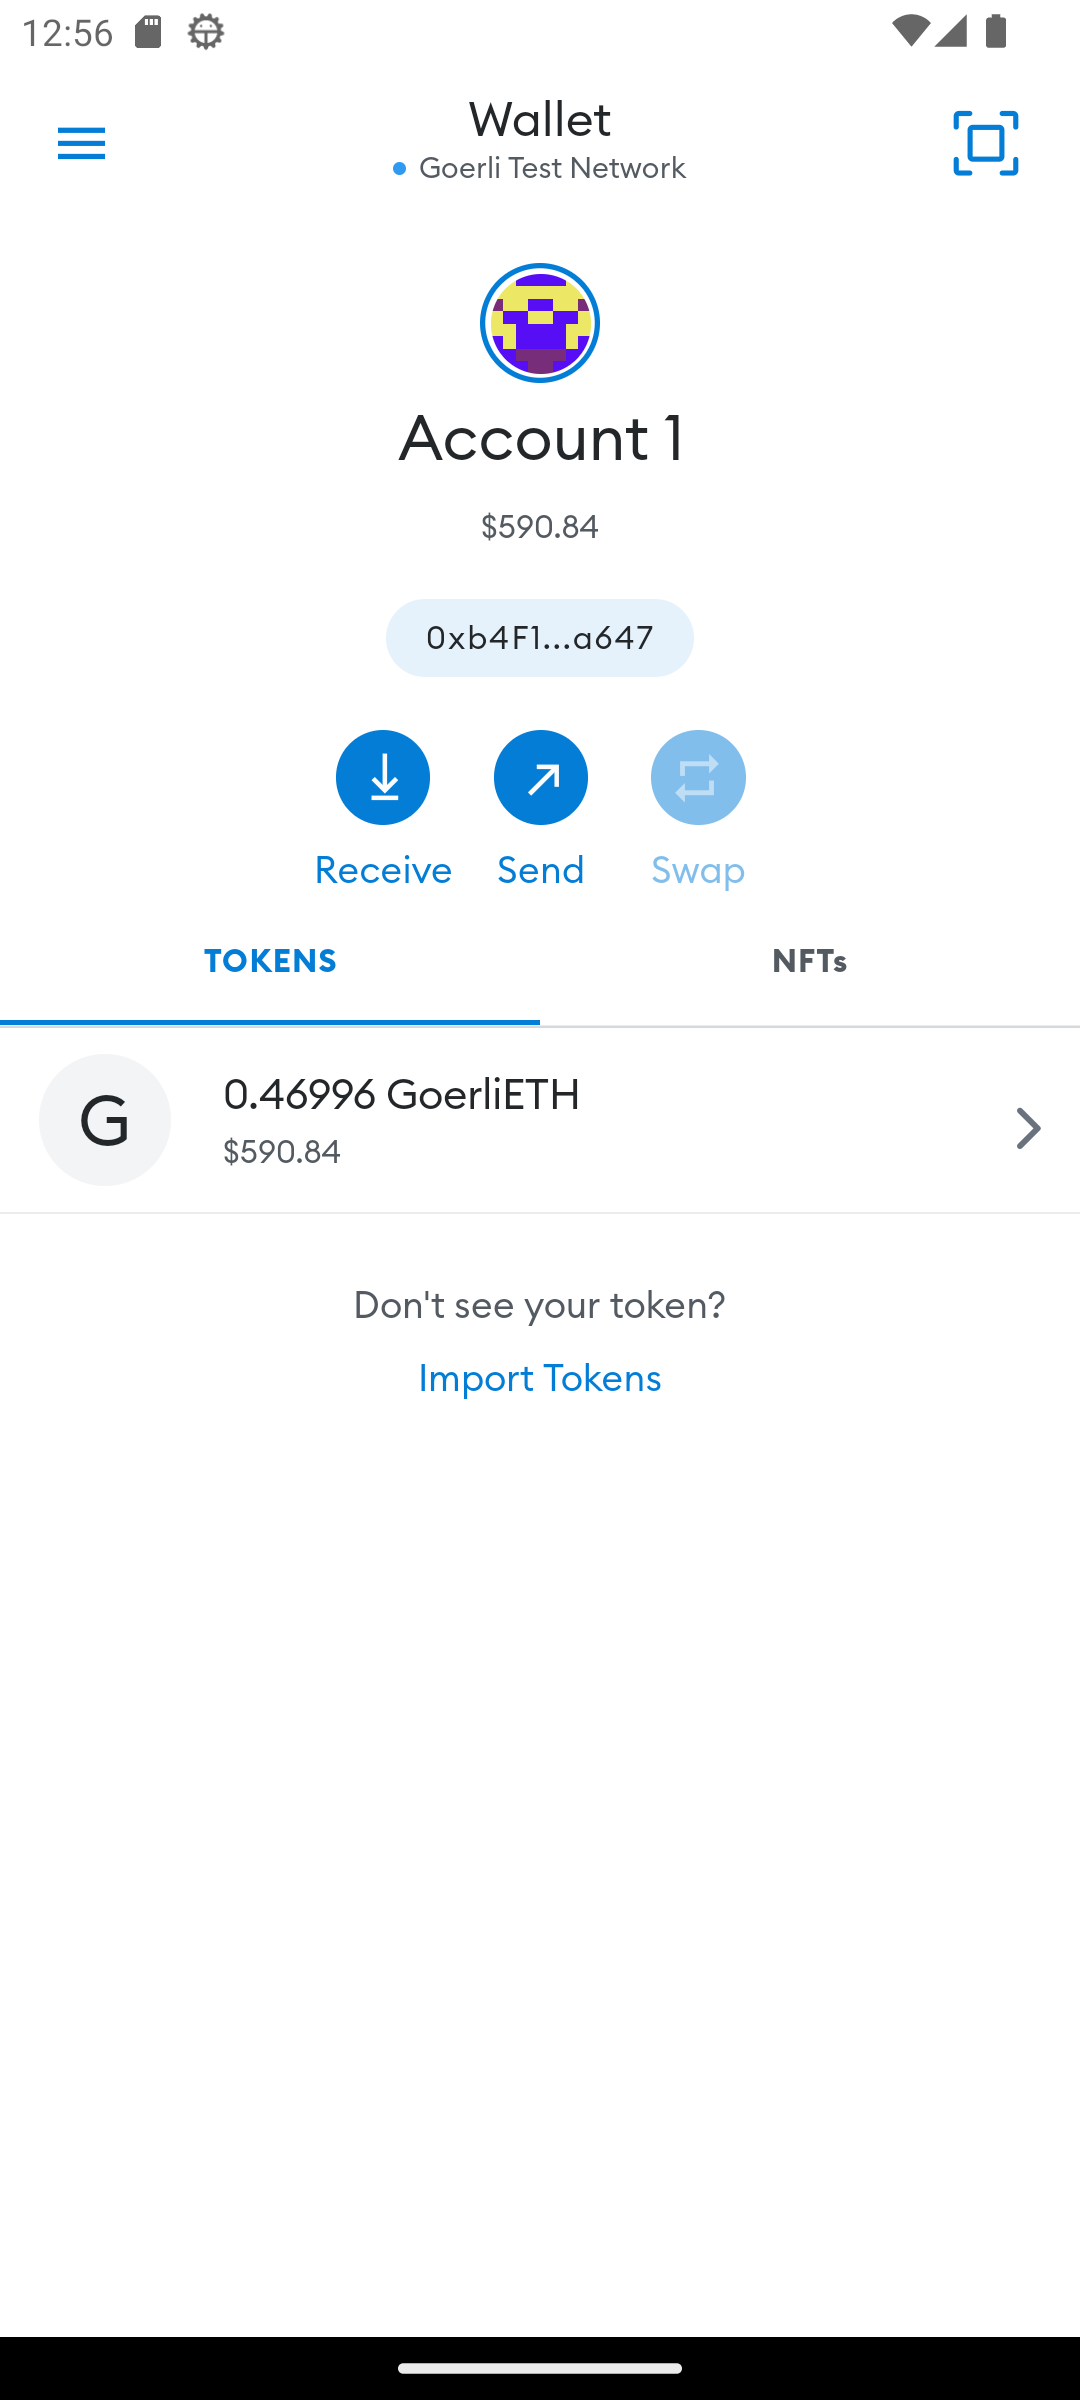 12:56
Wallet
Goerli Test Network
Account 1
$590.84
0xb4F1...a647
Receive Send Swap
TOKENS NFTs
G
0.46996 GoerliETH
$590.84
Don't see your token?
Import Tokens